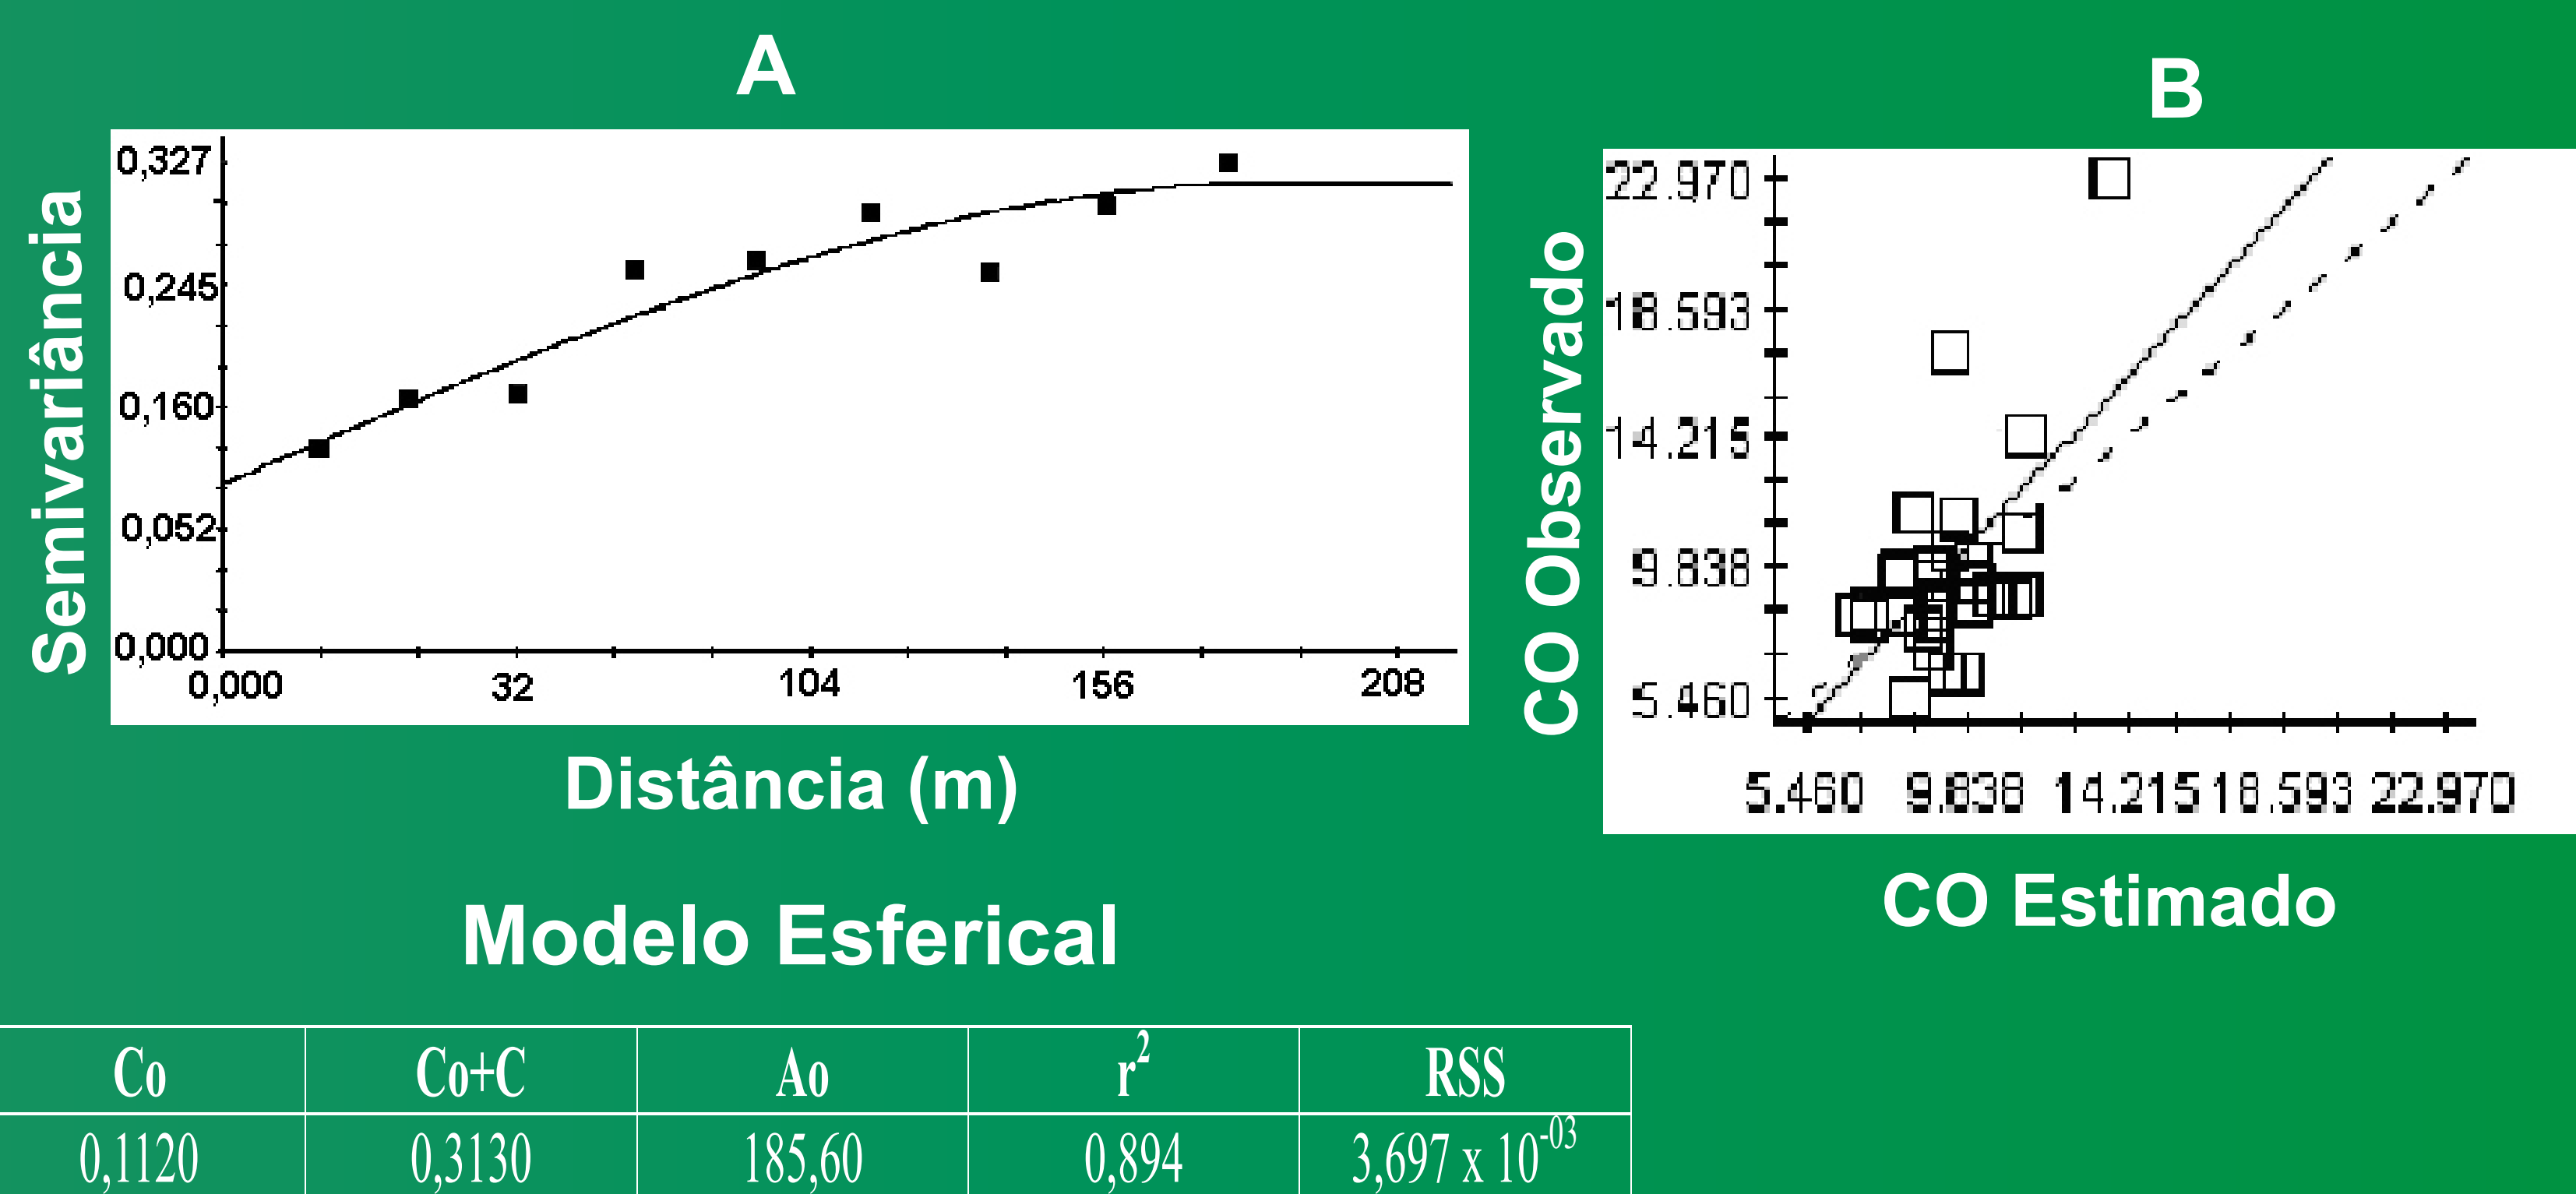 A
Semivariância
0,327
0,245
0,160
0,052
0,000
0,000 32 104 156 208
Distância (m)
B
CO Observado
22.970
18.593
14.215
9.838
5.460
5.460 9.838 14.215 18.593 22.970
CO Estimado
Modelo Esferical
C0 C0+C A0 r² RSS
0,1120 0,3130 185,60 0,894 3,697 x 10⁻⁰³